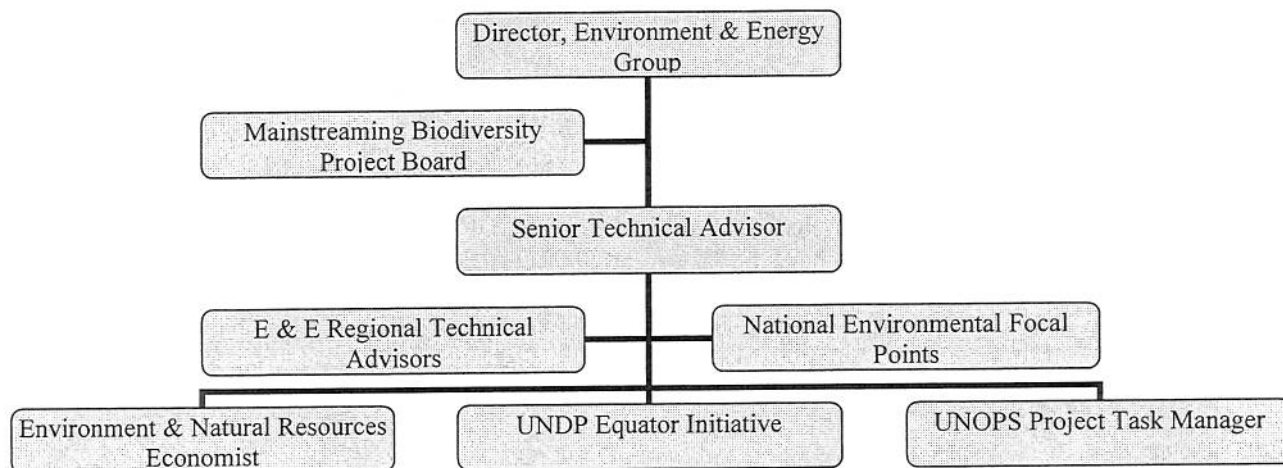 Director, Environment & Energy
Group
Mainstreaming Biodiversity
Project Board
Senior Technical Advisor
E & E Regional Technical
Advisors
National Environmental Focal
Points
Environment & Natural Resources
Economist
UNDP Equator Initiative
UNOPS Project Task Manager